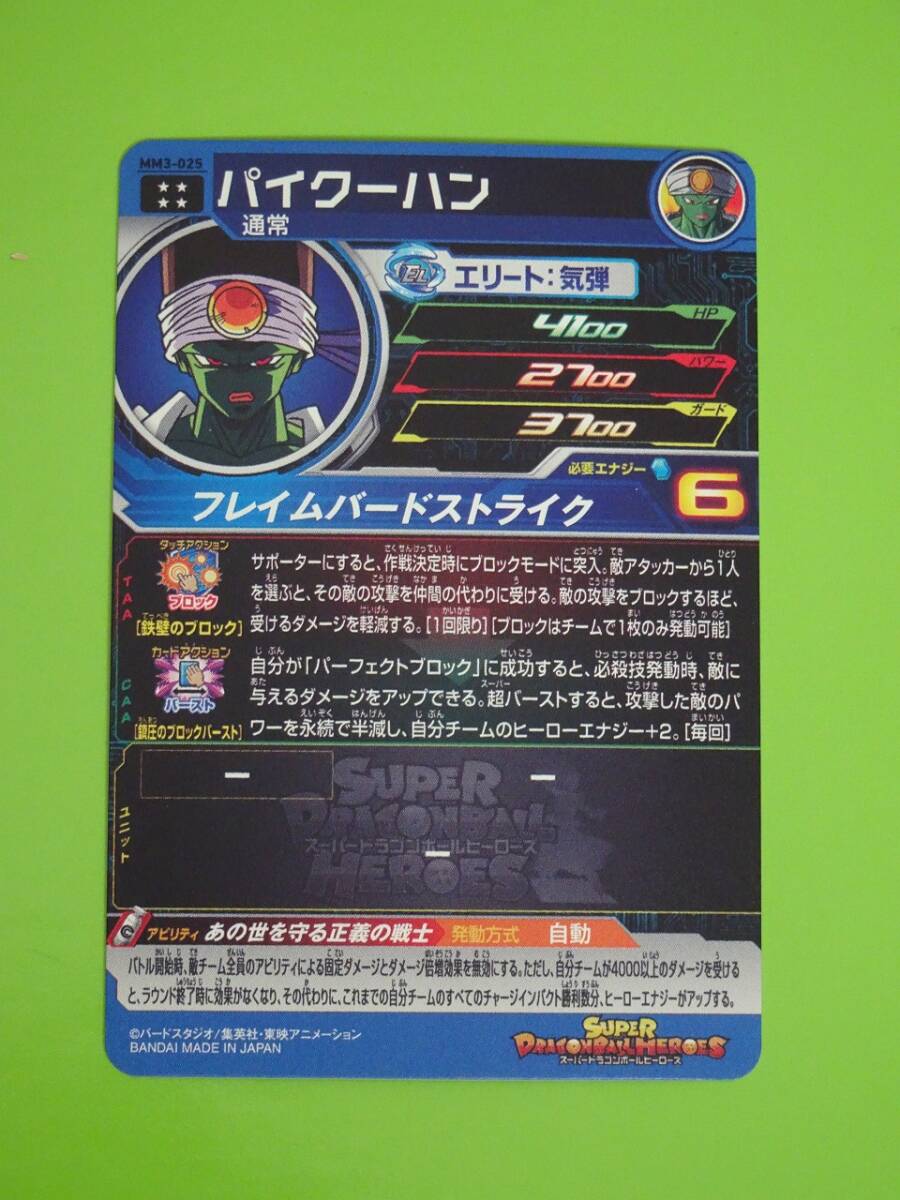 MM3-025
パイクーハン
通常
EL
エリート:気弾
HP
4100
パワー
2700
ガード
3700
必要エナジー
6
フレイムバードストライク
TAA
タッチアクション
ブロック
[鉄壁のブロック]
サポーターにすると、作戦決定時にブロックモードに突入。敵アタッカーから1人
を選ぶと、その敵の攻撃を仲間の代わりに受ける。敵の攻撃をブロックするほど、
受けるダメージを軽減する。[1回限り][ブロックはチームで1枚のみ発動可能]
CAA
カードアクション
バースト
[鎮圧のブロックバースト]
自分が「パーフェクトブロック」に成功すると、必殺技発動時、敵に
与えるダメージをアップできる。超バーストすると、攻撃した敵のパ
ワーを永続で半減し、自分チームのヒーローエナジー+2。[毎回]
ユニット
ー
ー
ー
SUPER
DRAGONBALL
スーパードラゴンボールヒーローズ
HEROES
アビリティ あの世を守る正義の戦士 発動方式 自動
バトル開始時、敵チーム全員のアビリティによる固定ダメージとダメージ倍増効果を無効にする。ただし、自分チームが4000以上のダメージを受ける
と、ラウンド終了時に効果がなくなり、その代わりに、これまでの自分チームのすべてのチャージインパクト勝利数分、ヒーローエナジーがアップする。
©バードスタジオ/集英社・東映アニメーション
BANDAI MADE IN JAPAN
SUPER
DRAGONBALL HEROES
スーパードラゴンボールヒーローズ